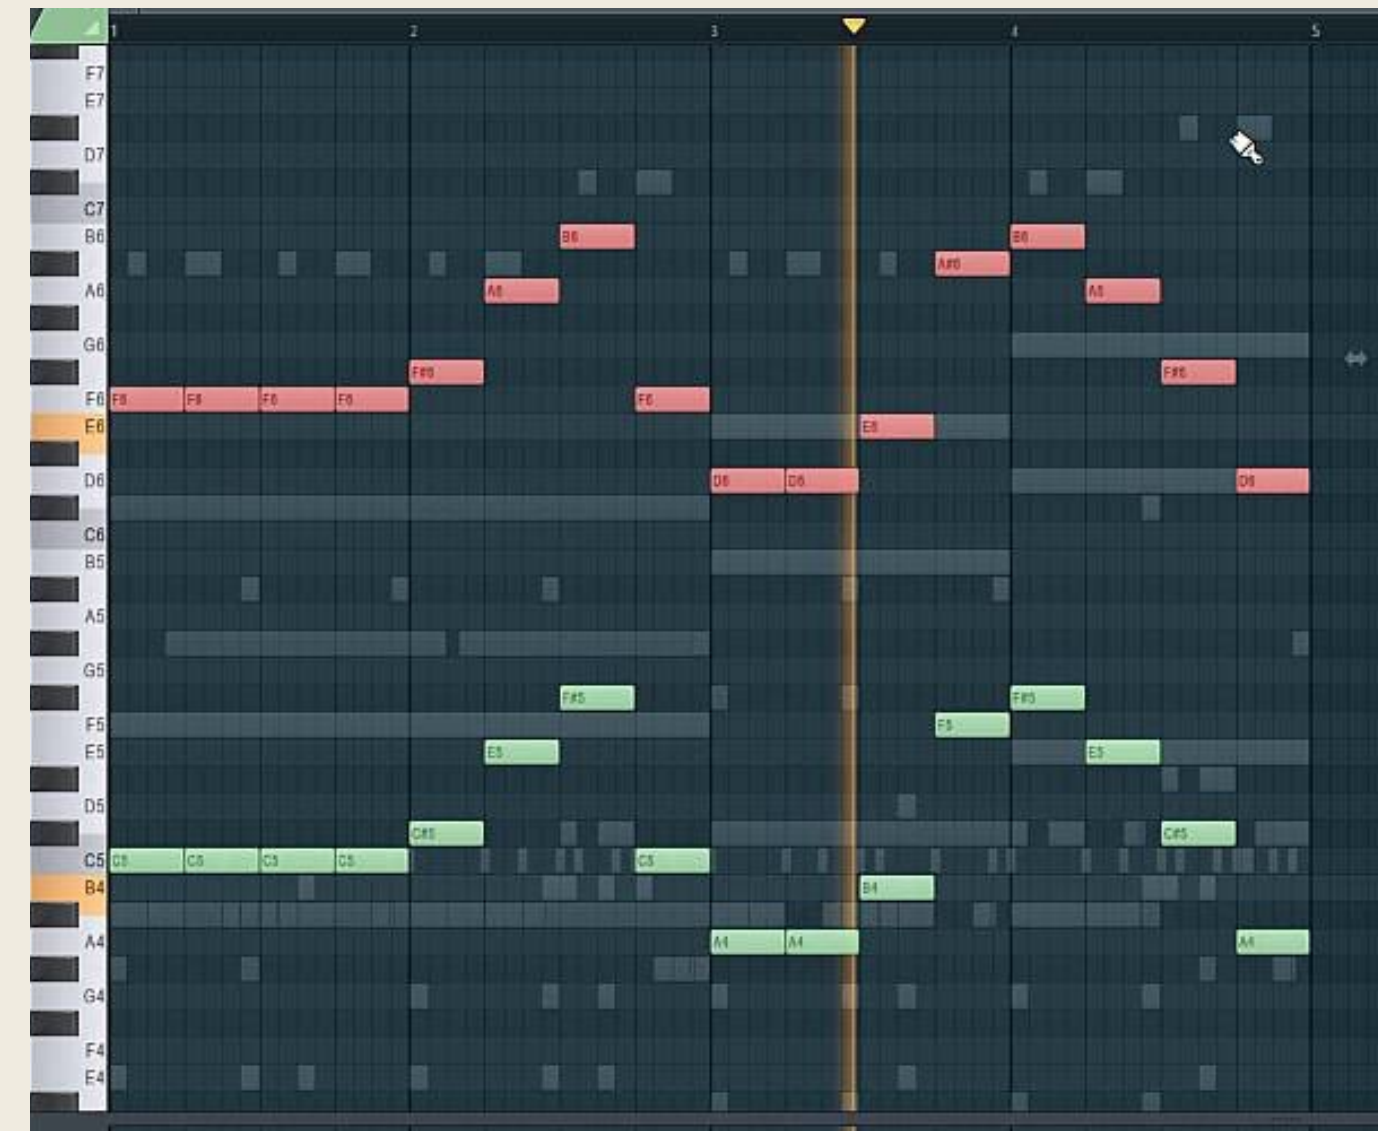 1 2 3 4 5
F7
E7
D7
C7
B6 B6 B6
A#6
A6 A6 A6
G6
F#6 F#6
F6 F6 F6 F6 F6 F6
E6 E6
D6 D6 D6 D6
C6
B5
A5
G5
F#5 F#5
F5 F5
E5 E5 E5
D5
C#5 C#5
C5 C5 C5 C5 C5 C5
B4 B4
A4 A4 A4 A4
G4
F4
E4